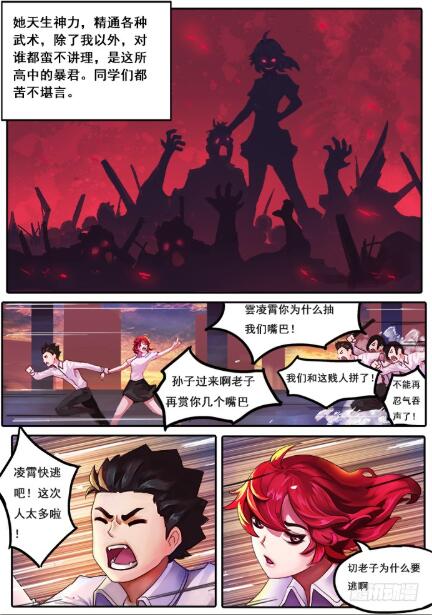 她天生神力，精通各种
武术，除了我以外，对
谁都蛮不讲理，是这所
高中的暴君。同学们都
苦不堪言。
雲凌霄你为什么抽
我们嘴巴！
孙子过来啊老子
再赏你几个嘴巴
我们和这贱人拼了！
不能再
忍气吞
声了！
凌霄快逃
吧！这次
人太多啦
！
切老子为什么要
逃啊
腾讯动漫